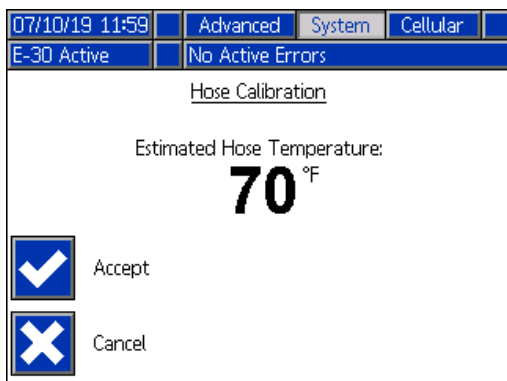 07/10/19 11:59 Advanced System Cellular
E-30 Active No Active Errors
Hose Calibration
Estimated Hose Temperature:
70 °F
Accept
Cancel